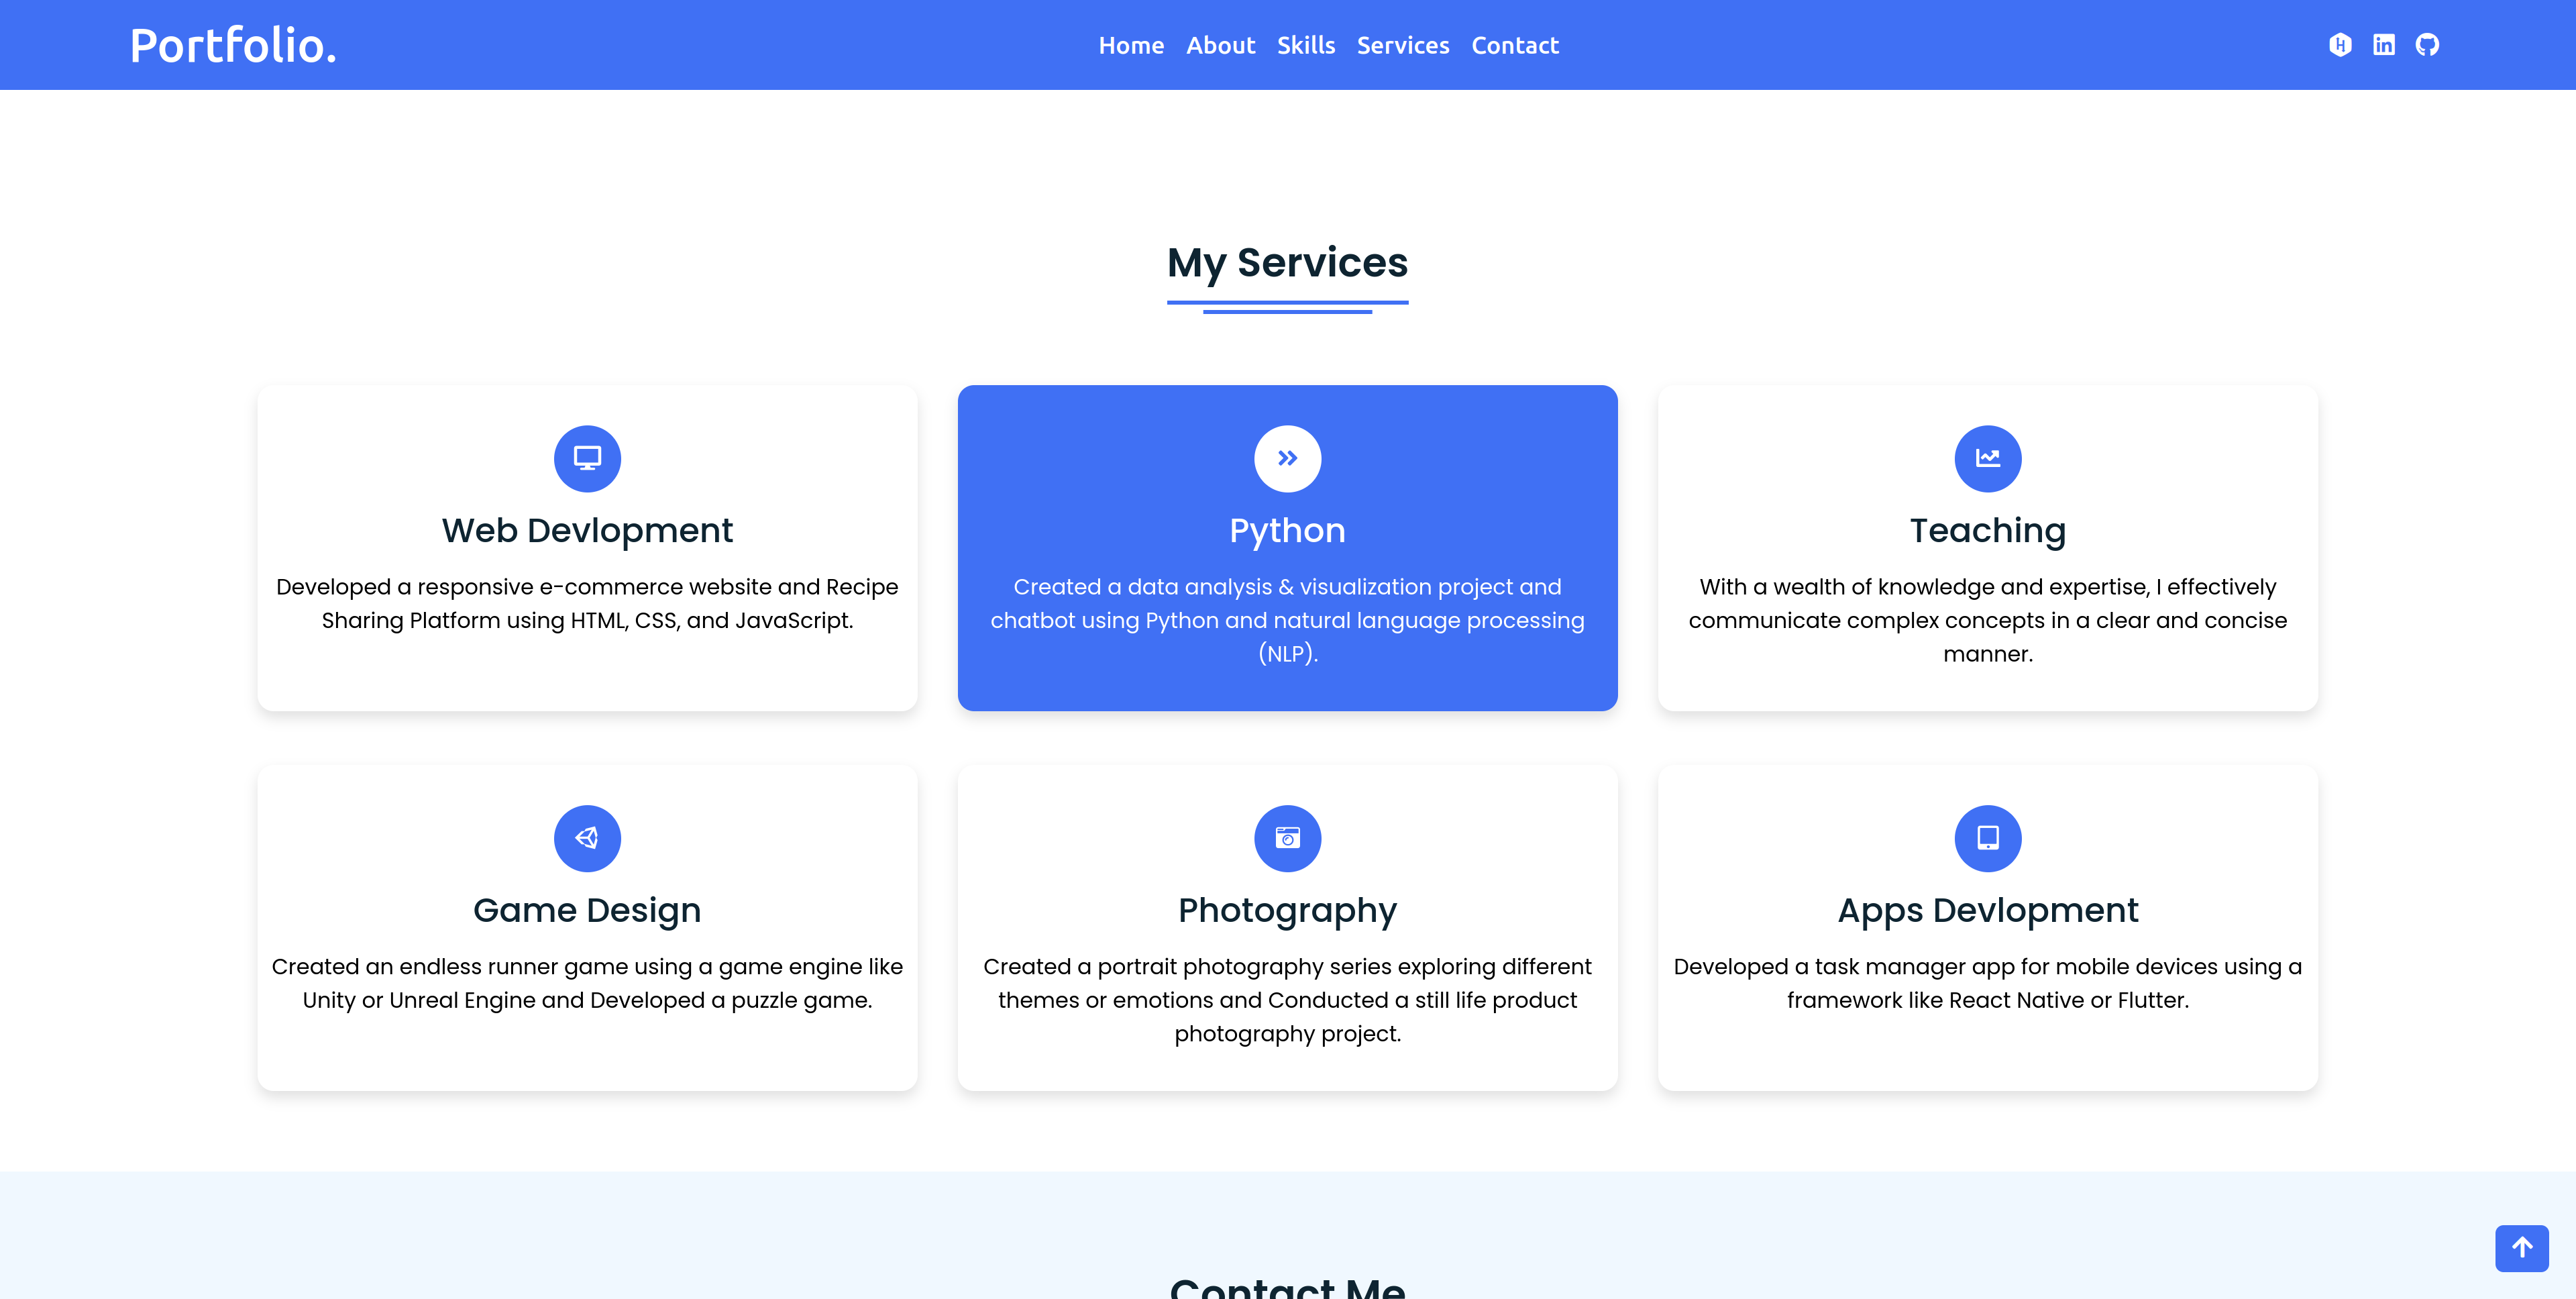 Portfolio.
Home About Skills Services Contact
My Services
Web Devlopment
Developed a responsive e-commerce website and Recipe
Sharing Platform using HTML, CSS, and JavaScript.
Python
Created a data analysis & visualization project and
chatbot using Python and natural language processing
(NLP).
Teaching
With a wealth of knowledge and expertise, I effectively
communicate complex concepts in a clear and concise
manner.
Game Design
Created an endless runner game using a game engine like
Unity or Unreal Engine and Developed a puzzle game.
Photography
Created a portrait photography series exploring different
themes or emotions and Conducted a still life product
photography project.
Apps Devlopment
Developed a task manager app for mobile devices using a
framework like React Native or Flutter.
Contact Me